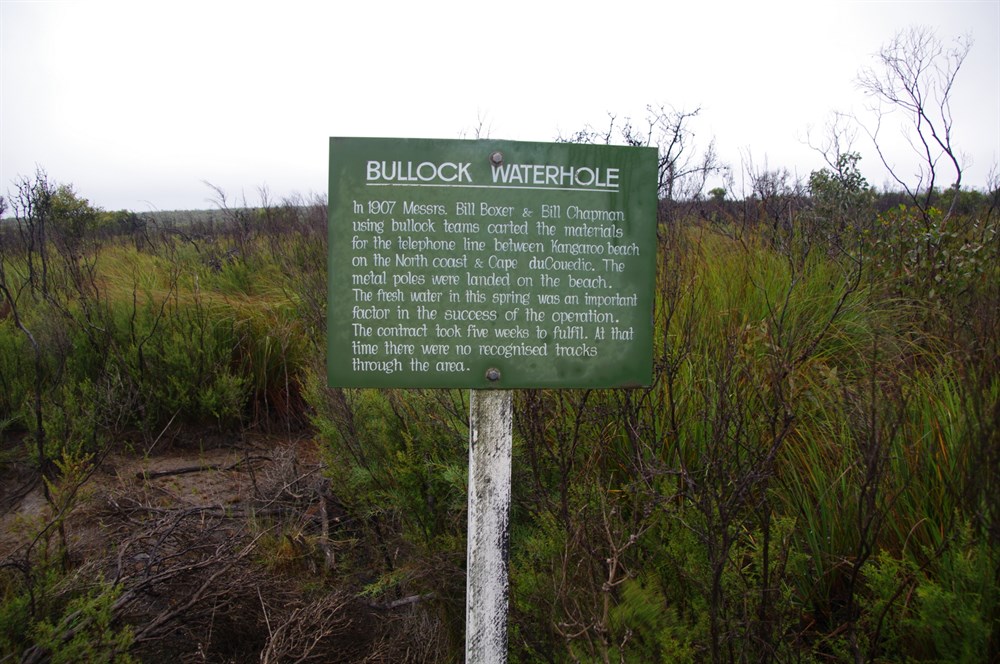 BULLOCK WATERHOLE
In 1907 Messrs. Bill Boxer & Bill Chapman
using bullock teams carted the materials
for the telephone line between Kangaroo beach
on the North coast & Cape duCouedic. The
metal poles were landed on the beach.
The fresh water in this spring was an important
factor in the success of the operation.
The contract took five weeks to fulfil. At that
time there were no recognised tracks
through the area.